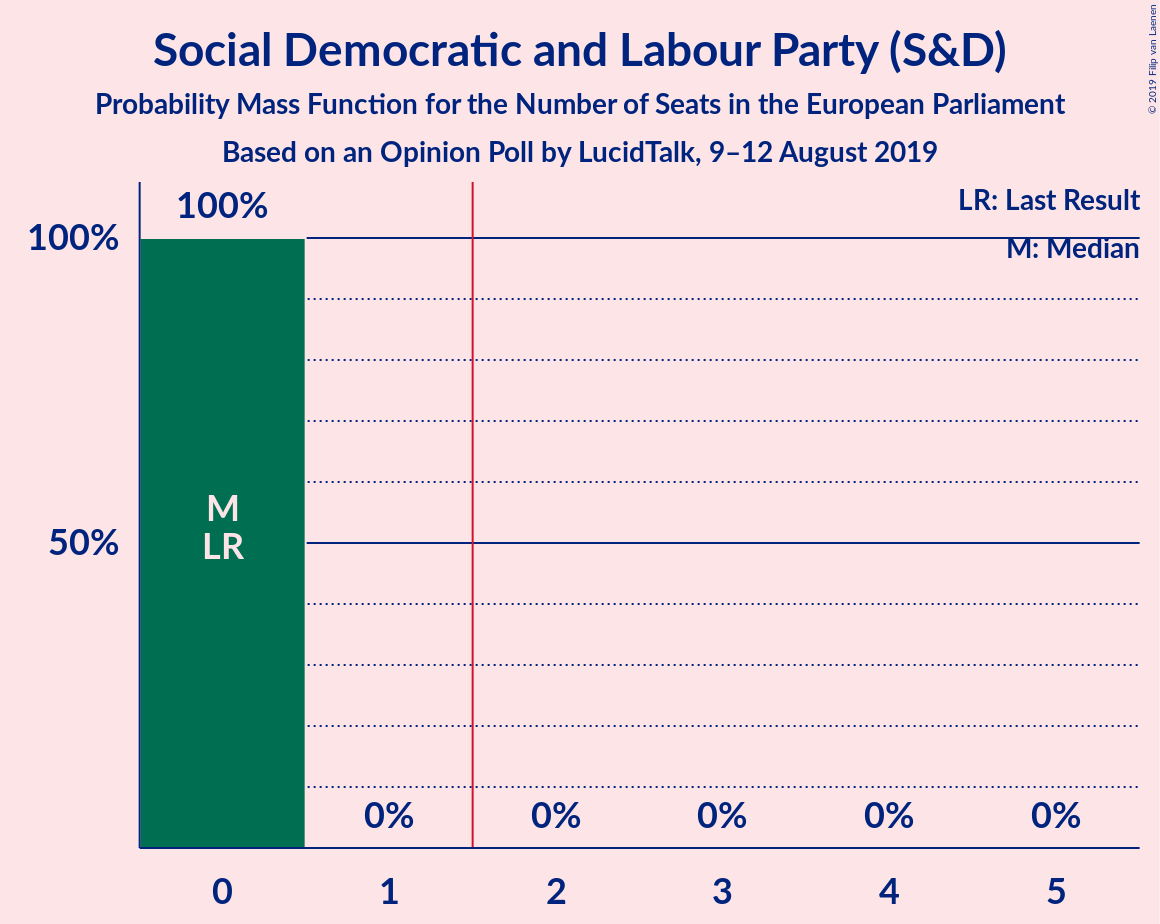 Social Democratic and Labour Party (S&D)
Probability Mass Function for the Number of Seats in the European Parliament
Based on an Opinion Poll by LucidTalk, 9–12 August 2019
© 2019 Filip van Laenen
LR: Last Result
M: Median
100%
100%
50%
M
LR
0% 0% 0% 0% 0%
0 1 2 3 4 5